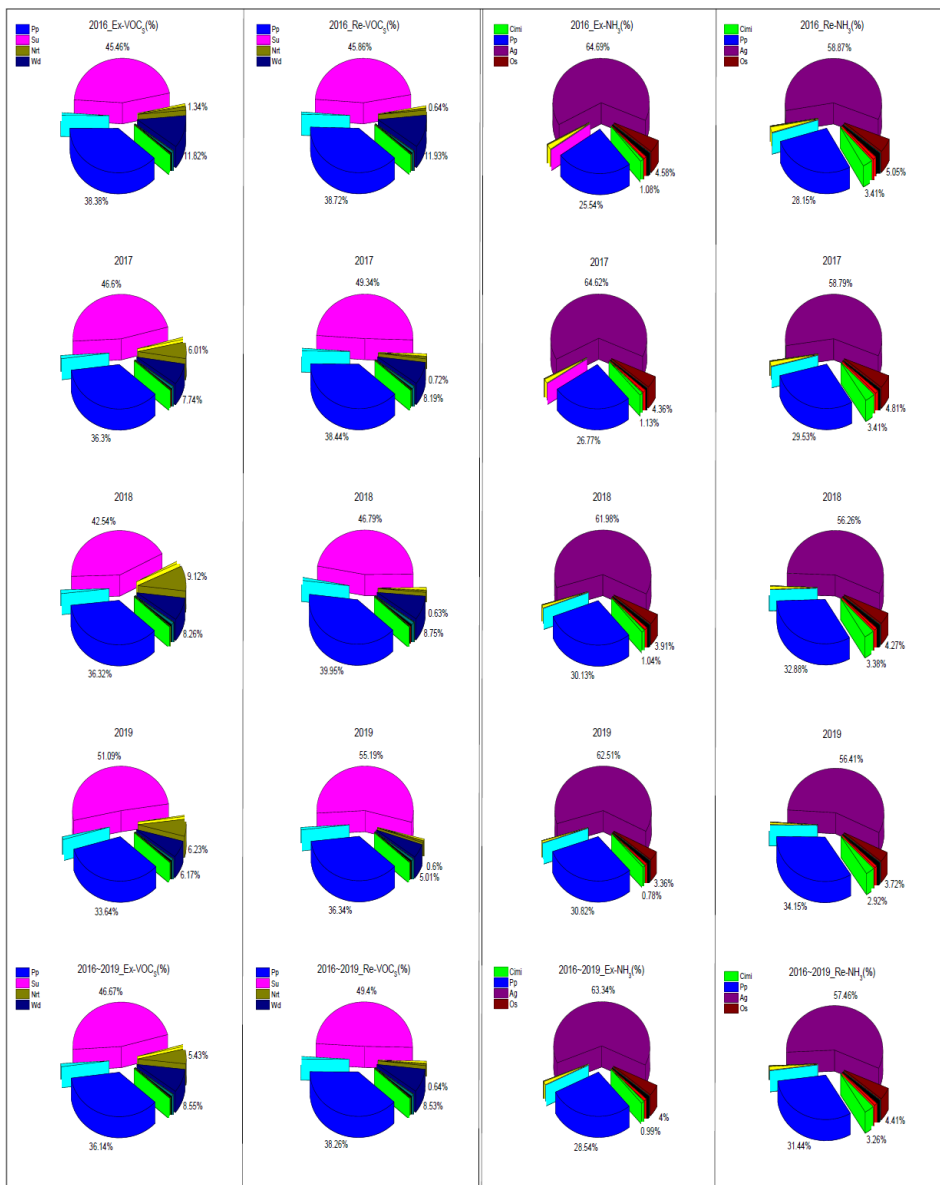 2016_Ex-VOCS(%)
Pp
Su
Nrt
Wd
45.46%
1.34%
11.82%
38.38%
2016_Re-VOCS(%)
Pp
Su
Nrt
Wd
45.86%
0.64%
11.93%
38.72%
2016_Ex-NH3(%)
Cimi
Pp
Ag
Os
64.69%
4.58%
1.08%
25.54%
2016_Re-NH3(%)
Cimi
Pp
Ag
Os
58.87%
5.05%
3.41%
28.15%
2017
46.6%
6.01%
7.74%
36.3%
2017
49.34%
0.72%
8.19%
38.44%
2017
64.62%
4.36%
1.13%
26.77%
2017
58.79%
4.81%
3.41%
29.53%
2018
42.54%
9.12%
8.26%
36.32%
2018
46.79%
0.63%
8.75%
39.95%
2018
61.98%
3.91%
1.04%
30.13%
2018
56.26%
4.27%
3.38%
32.88%
2019
51.09%
6.23%
6.17%
33.64%
2019
55.19%
0.6%
5.01%
36.34%
2019
62.51%
3.36%
0.78%
30.82%
2019
56.41%
3.72%
2.92%
34.15%
2016~2019_Ex-VOCS(%)
Pp
Su
Nrt
Wd
46.67%
5.43%
8.55%
36.14%
2016~2019_Re-VOCS(%)
Pp
Su
Nrt
Wd
49.4%
0.64%
8.53%
38.26%
2016~2019_Ex-NH3(%)
Cimi
Pp
Ag
Os
63.34%
4%
0.99%
28.54%
2016~2019_Re-NH3(%)
Cimi
Pp
Ag
Os
57.46%
4.41%
3.26%
31.44%